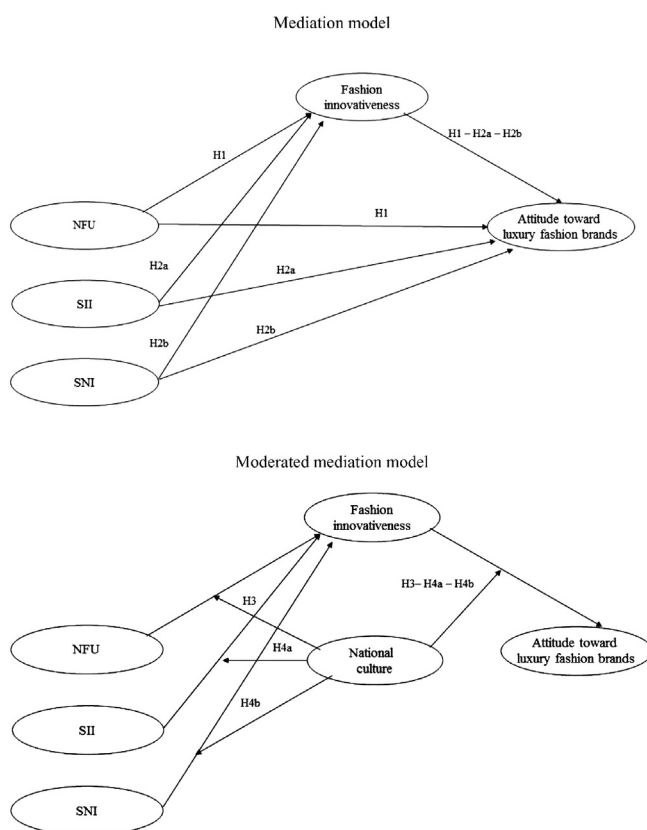 Mediation model
Fashion
innovativeness
H1 – H2a – H2b
H1
NFU
H1
Attitude toward
luxury fashion brands
H2a
H2a
SII
H2b
H2b
SNI
Moderated mediation model
Fashion
innovativeness
H3– H4a – H4b
H3
NFU
H4a
National
culture
Attitude toward
luxury fashion brands
H4b
SII
SNI